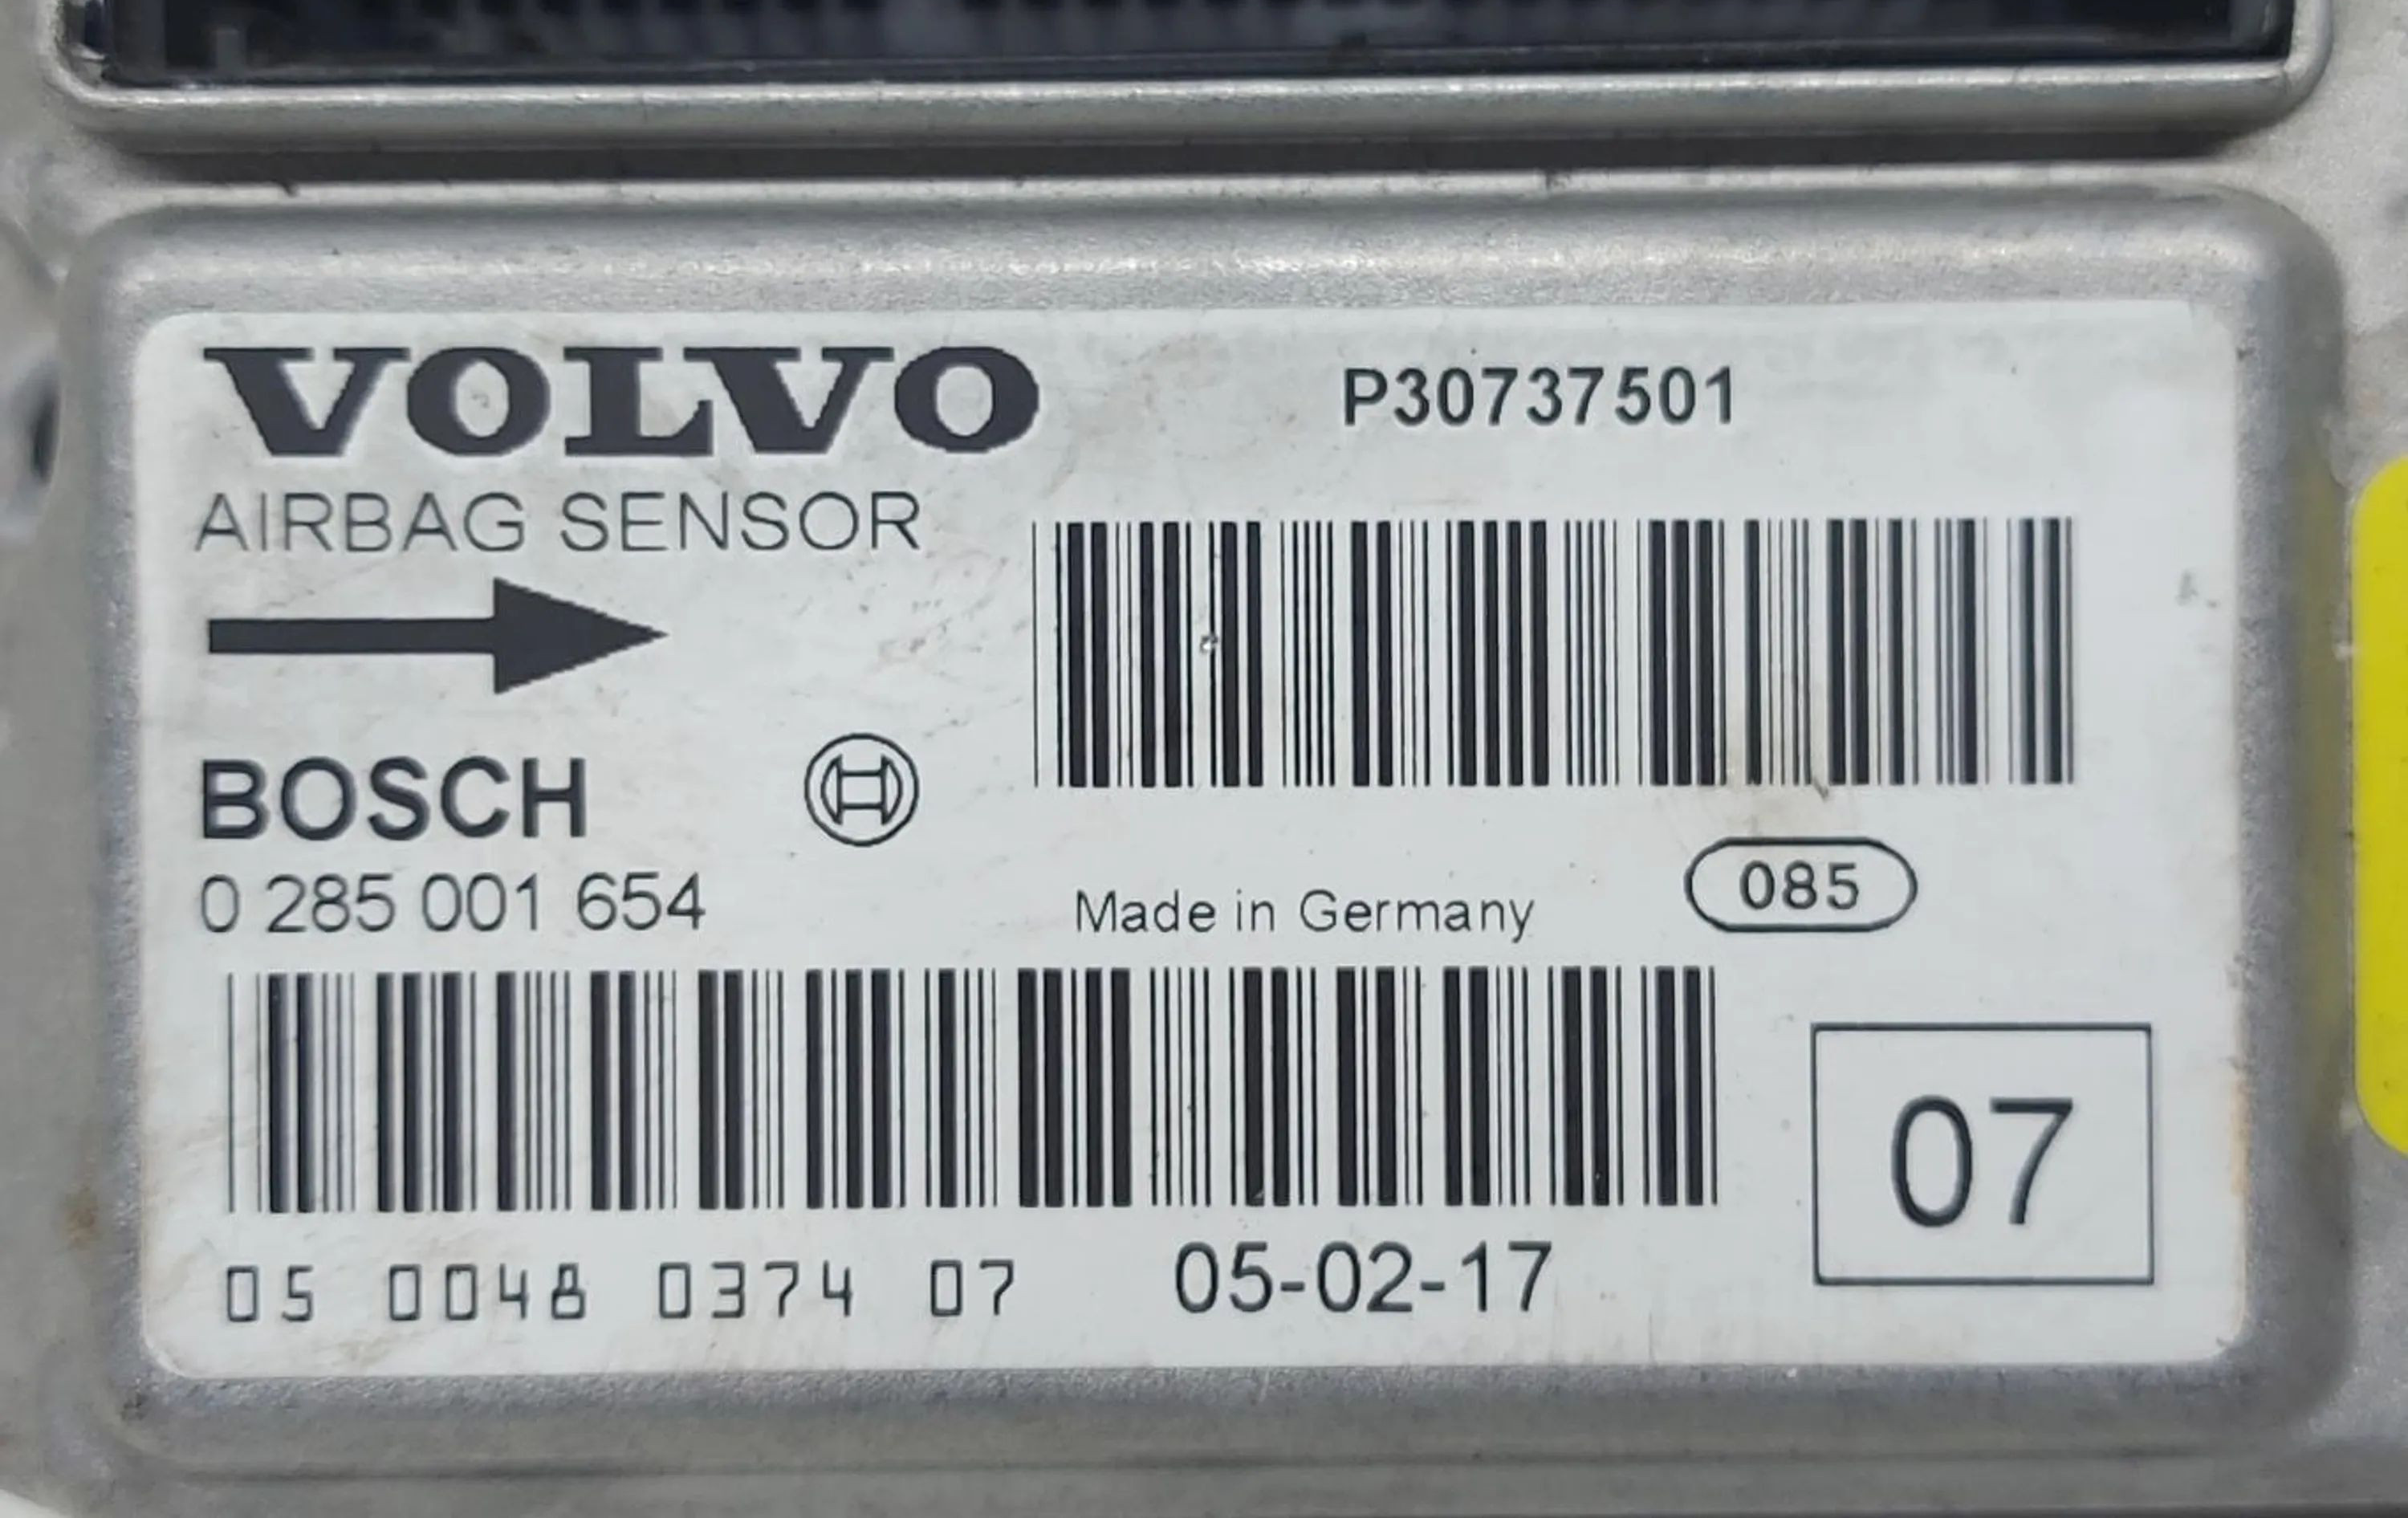 VOLVO
P30737501
AIRBAG SENSOR
BOSCH
0 285 001 654
Made in Germany
085
07
05 0048 0374 07
05-02-17